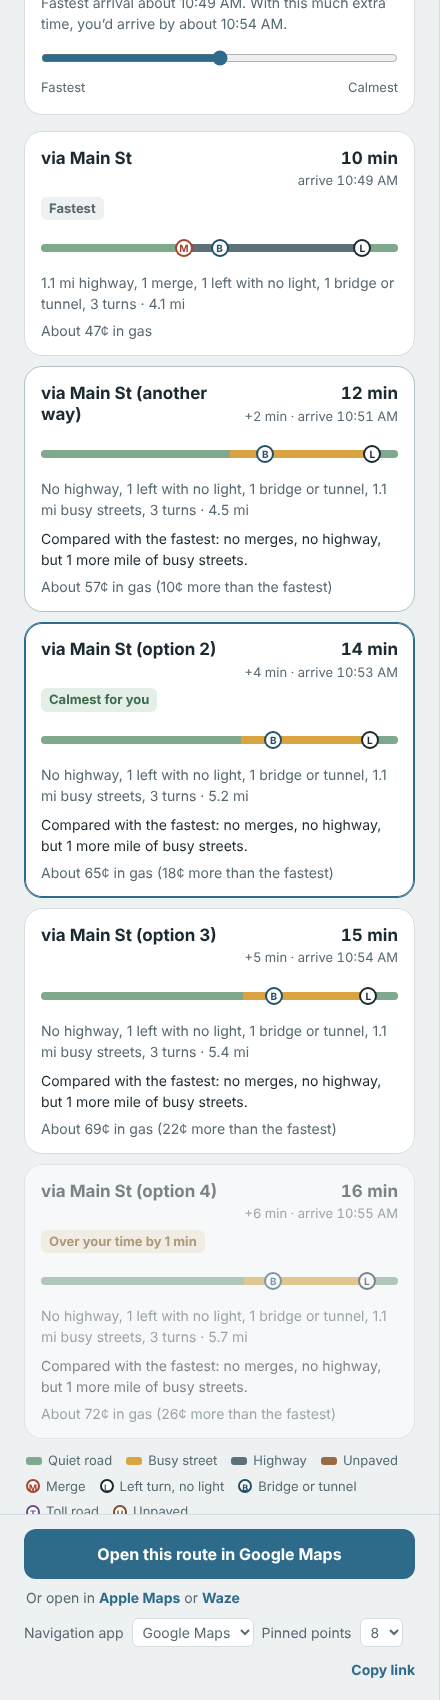 Fastest arrival about 10:49 AM. With this much extra
time, you’d arrive by about 10:54 AM.
Fastest Calmest
via Main St 10 min
arrive 10:49 AM
Fastest
M B L
1.1 mi highway, 1 merge, 1 left with no light, 1 bridge or
tunnel, 3 turns · 4.1 mi
About 47¢ in gas
via Main St (another
way) 12 min
+2 min · arrive 10:51 AM
B L
No highway, 1 left with no light, 1 bridge or tunnel, 1.1
mi busy streets, 3 turns · 4.5 mi
Compared with the fastest: no merges, no highway,
but 1 more mile of busy streets.
About 57¢ in gas (10¢ more than the fastest)
via Main St (option 2) 14 min
+4 min · arrive 10:53 AM
Calmest for you
B L
No highway, 1 left with no light, 1 bridge or tunnel, 1.1
mi busy streets, 3 turns · 5.2 mi
Compared with the fastest: no merges, no highway,
but 1 more mile of busy streets.
About 65¢ in gas (18¢ more than the fastest)
via Main St (option 3) 15 min
+5 min · arrive 10:54 AM
B L
No highway, 1 left with no light, 1 bridge or tunnel, 1.1
mi busy streets, 3 turns · 5.4 mi
Compared with the fastest: no merges, no highway,
but 1 more mile of busy streets.
About 69¢ in gas (22¢ more than the fastest)
via Main St (option 4) 16 min
+6 min · arrive 10:55 AM
Over your time by 1 min
B L
No highway, 1 left with no light, 1 bridge or tunnel, 1.1
mi busy streets, 3 turns · 5.7 mi
Compared with the fastest: no merges, no highway,
but 1 more mile of busy streets.
About 72¢ in gas (26¢ more than the fastest)
Quiet road Busy street Highway Unpaved
M Merge L Left turn, no light B Bridge or tunnel
T Toll road U Unpaved
Open this route in Google Maps
Or open in Apple Maps or Waze
Navigation app Google Maps Pinned points 8
Copy link